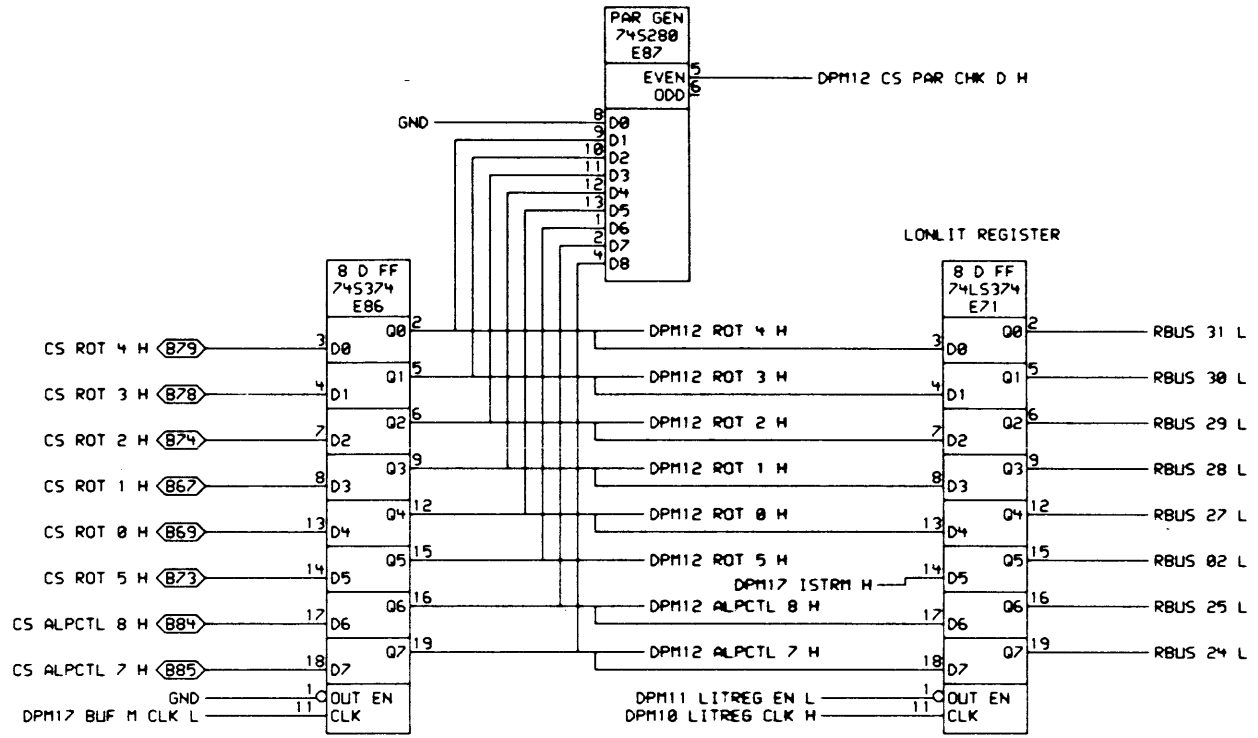 PAR GEN
74S280
E87
EVEN 5 DPM12 CS PAR CHK D H
ODD 6
GND 8 D0
9 D1
10 D2
11 D3
12 D4
13 D5
1 D6
2 D7
4 D8
LONLIT REGISTER
8 D FF
74S374
E86
8 D FF
74LS374
E71
CS ROT 4 H B79 3 D0 Q0 2 DPM12 ROT 4 H 3 D0 Q0 2 RBUS 31 L
CS ROT 3 H B78 4 D1 Q1 5 DPM12 ROT 3 H 4 D1 Q1 5 RBUS 30 L
CS ROT 2 H B74 7 D2 Q2 6 DPM12 ROT 2 H 7 D2 Q2 6 RBUS 29 L
CS ROT 1 H B67 8 D3 Q3 9 DPM12 ROT 1 H 8 D3 Q3 9 RBUS 28 L
CS ROT 0 H B69 13 D4 Q4 12 DPM12 ROT 0 H 13 D4 Q4 12 RBUS 27 L
CS ROT 5 H B73 14 D5 Q5 15 DPM12 ROT 5 H DPM17 ISTRM H 14 D5 Q5 15 RBUS 02 L
CS ALPCTL 8 H B84 17 D6 Q6 16 DPM12 ALPCTL 8 H 17 D6 Q6 16 RBUS 25 L
CS ALPCTL 7 H B85 18 D7 Q7 19 DPM12 ALPCTL 7 H 18 D7 Q7 19 RBUS 24 L
GND 1 OUT EN DPM11 LITREG EN L 1 OUT EN
DPM17 BUF M CLK L 11 CLK DPM10 LITREG CLK H 11 CLK